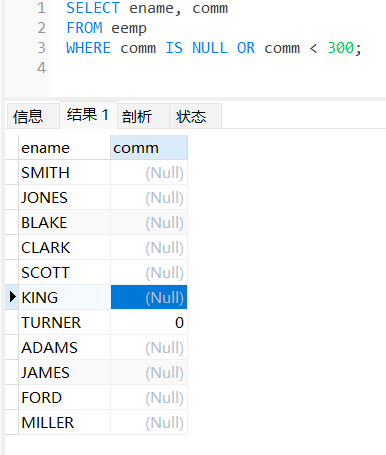 1 SELECT ename, comm
2 FROM eemp
3 WHERE comm IS NULL OR comm < 300;
4
信息 结果 1 剖析 状态
ename comm
SMITH (Null)
JONES (Null)
BLAKE (Null)
CLARK (Null)
SCOTT (Null)
KING (Null)
TURNER 0
ADAMS (Null)
JAMES (Null)
FORD (Null)
MILLER (Null)